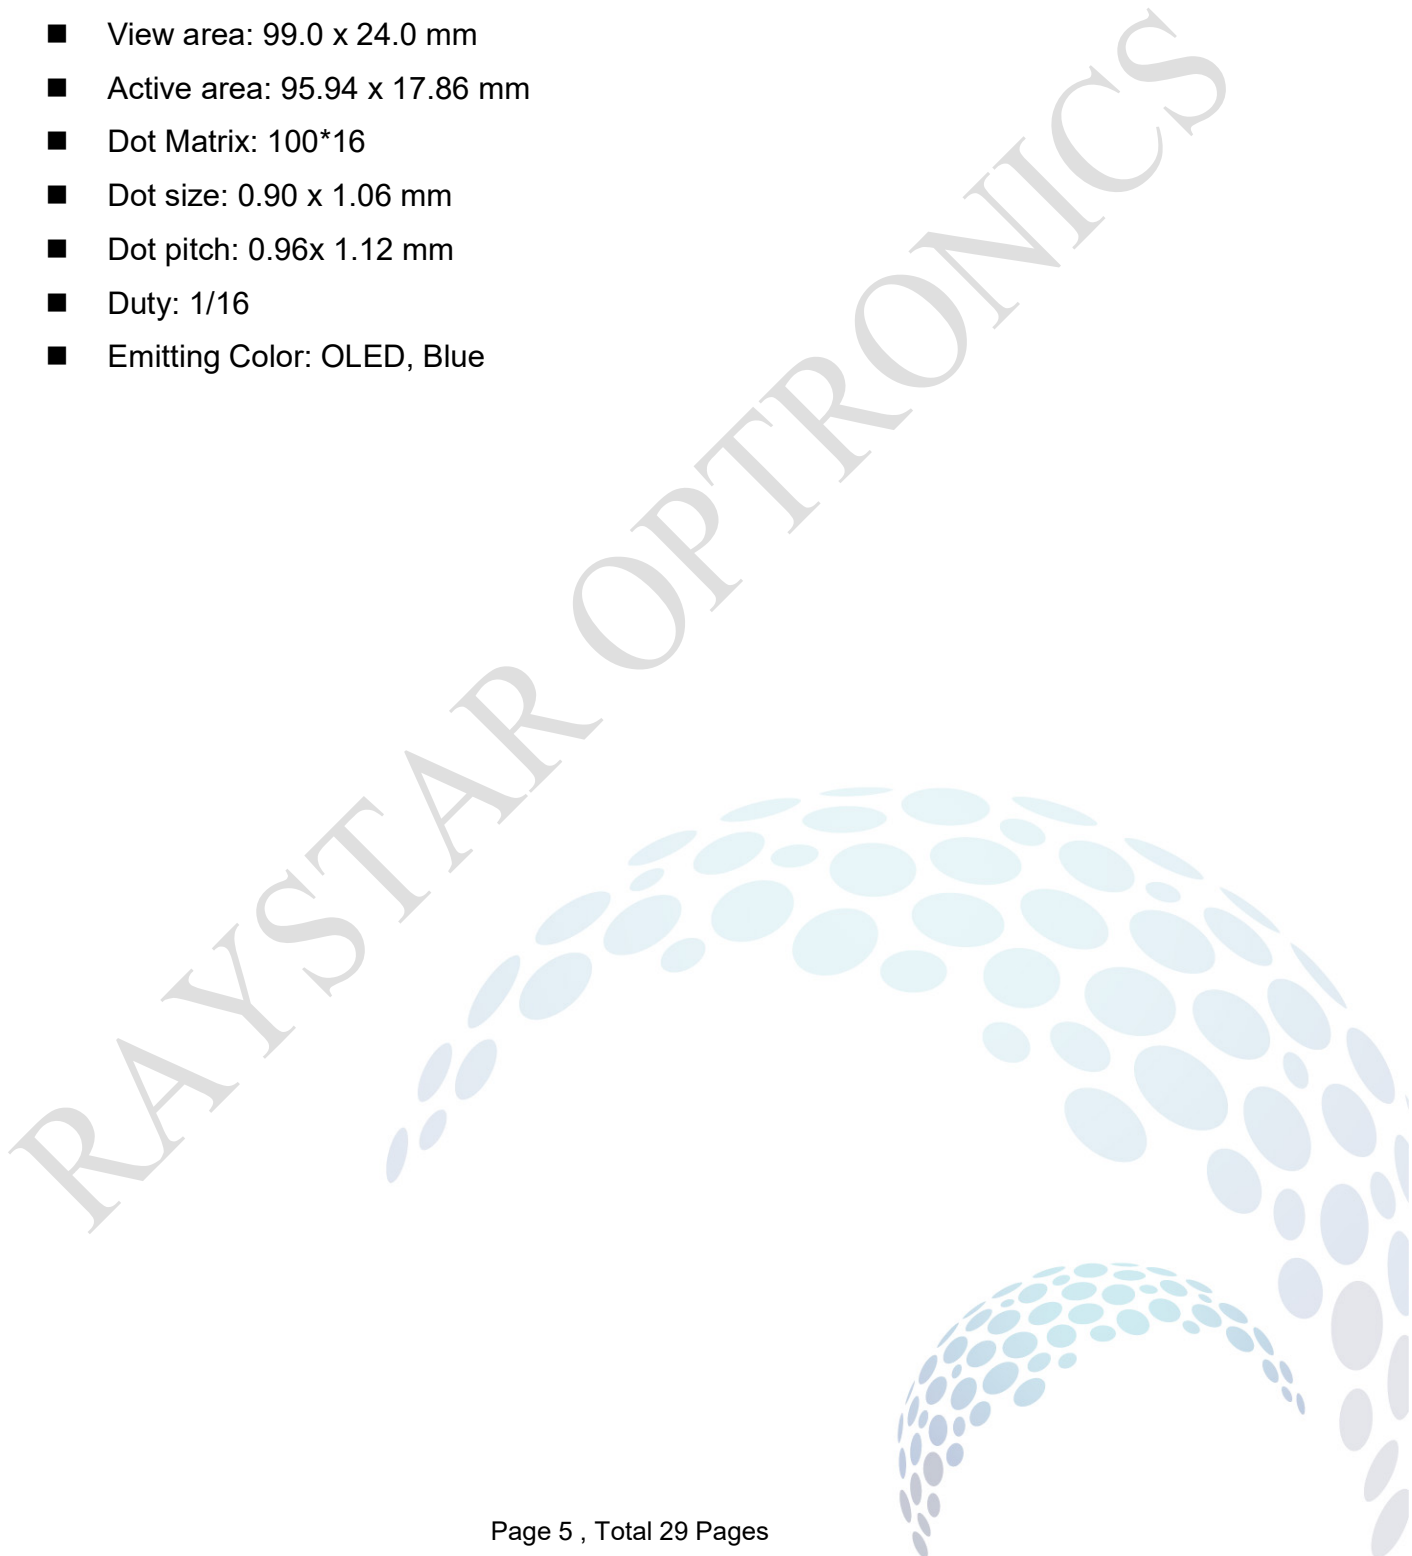 ■ View area: 99.0 x 24.0 mm
■ Active area: 95.94 x 17.86 mm
■ Dot Matrix: 100*16
■ Dot size: 0.90 x 1.06 mm
■ Dot pitch: 0.96x 1.12 mm
■ Duty: 1/16
■ Emitting Color: OLED, Blue
RAYSTAR OPTRONICS
Page 5 , Total 29 Pages